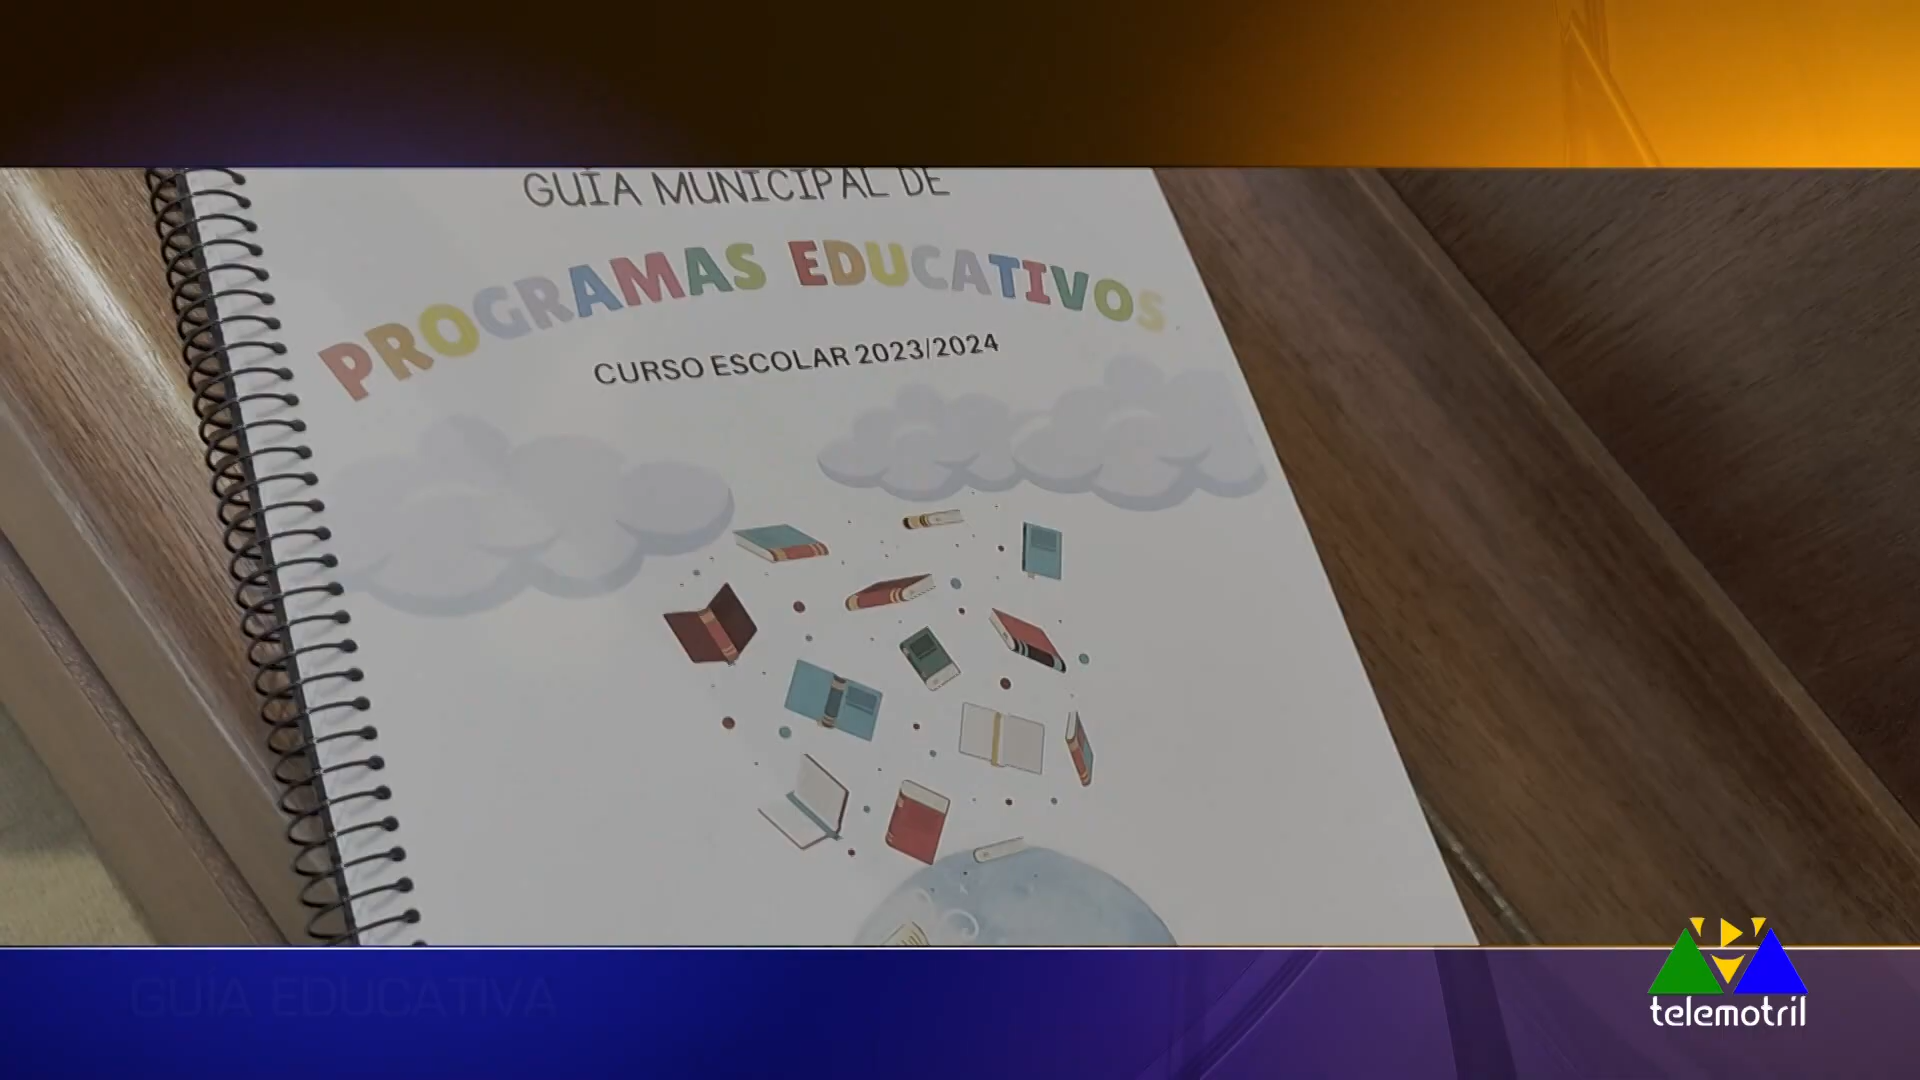 GUÍA MUNICIPAL DE
PROGRAMAS EDUCATIVOS
CURSO ESCOLAR 2023/2024
GUÍA EDUCATIVA
telemotril